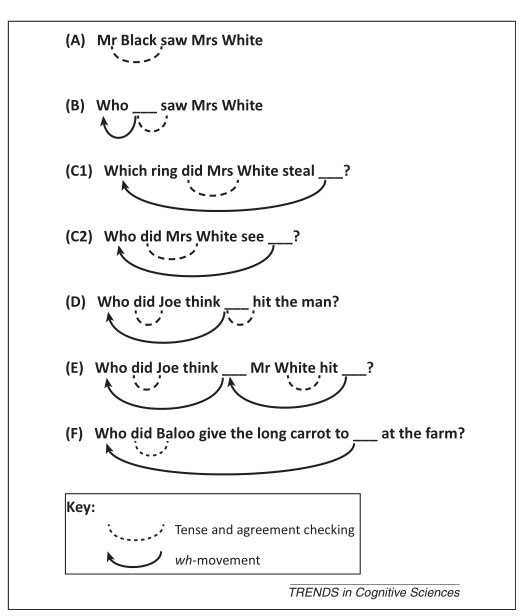 (A) Mr Black saw Mrs White
(B) Who ___ saw Mrs White
(C1) Which ring did Mrs White steal ___?
(C2) Who did Mrs White see ___?
(D) Who did Joe think ___ hit the man?
(E) Who did Joe think ___ Mr White hit ___?
(F) Who did Baloo give the long carrot to ___ at the farm?
Key:
Tense and agreement checking
wh-movement
TRENDS in Cognitive Sciences